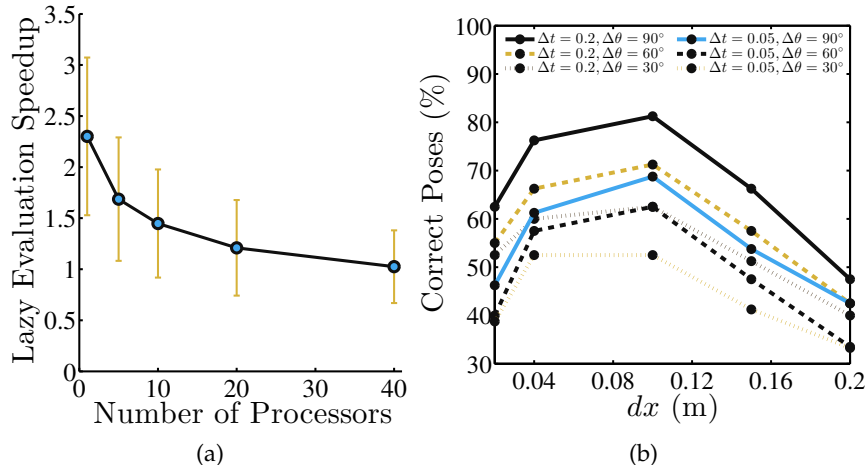 Lazy Evaluation Speedup
3.5
3
2.5
2
1.5
1
0.5
0
0 10 20 30 40
Number of Processors
(a)
Correct Poses (%)
100
90
80
70
60
50
40
30
Δt = 0.2, Δθ = 90° Δt = 0.05, Δθ = 90°
Δt = 0.2, Δθ = 60° Δt = 0.05, Δθ = 60°
Δt = 0.2, Δθ = 30° Δt = 0.05, Δθ = 30°
0.04 0.08 0.12 0.16 0.2
dx (m)
(b)